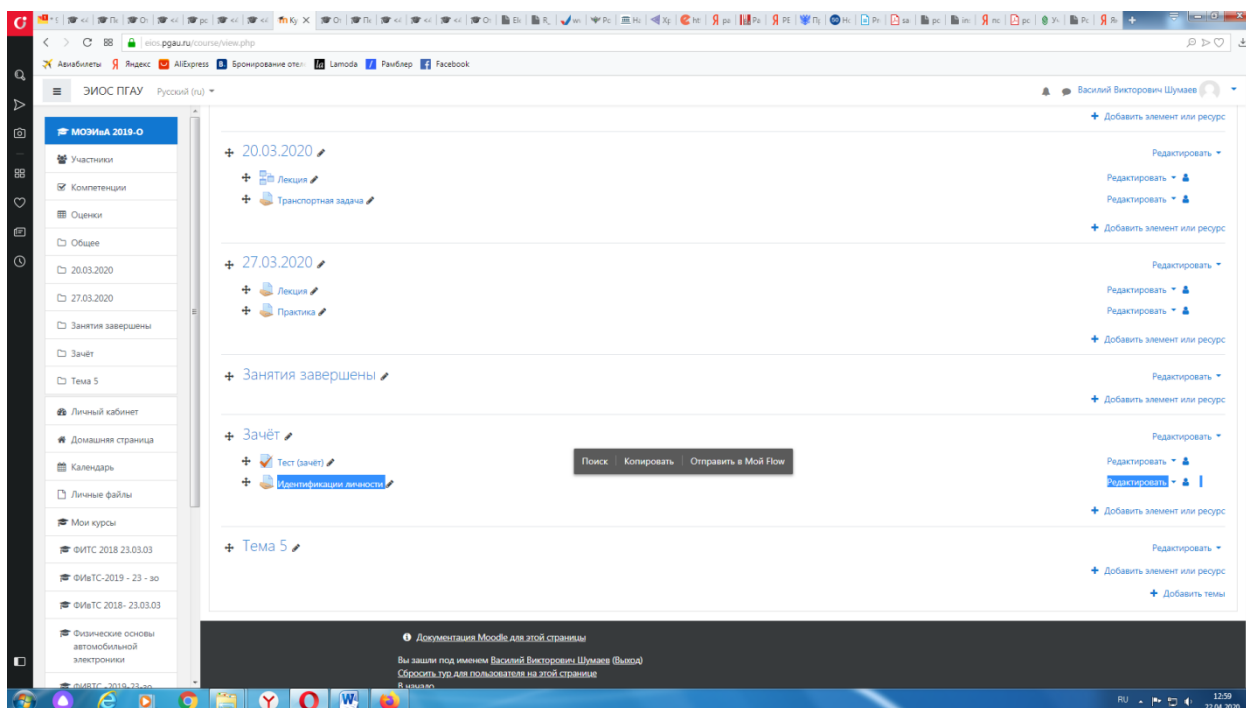 eios.pgau.ru/course/view.php
Авиабилеты Яндекс AliExpress Бронирование отел Lamoda Рамблер Facebook
ЭИОС ПГАУ Русский (ru)
Василий Викторович Шумаев
МОЭИвА 2019-О
Участники
Компетенции
Оценки
Общее
20.03.2020
27.03.2020
Занятия завершены
Зачёт
Тема 5
Личный кабинет
Домашняя страница
Календарь
Личные файлы
Мои курсы
ФИТС 2018 23.03.03
ФИвТС-2019 - 23 - зо
ФИвТС 2018- 23.03.03
Физические основы
автомобильной
электроники
Добавить элемент или ресурс
20.03.2020 Редактировать
Лекция Редактировать
Транспортная задача Редактировать
Добавить элемент или ресурс
27.03.2020 Редактировать
Лекция Редактировать
Практика Редактировать
Добавить элемент или ресурс
Занятия завершены Редактировать
Добавить элемент или ресурс
Зачёт Редактировать
Поиск Копировать Отправить в Мой Flow
Тест (зачёт) Редактировать
Идентификации личности Редактировать
Добавить элемент или ресурс
Тема 5 Редактировать
Добавить элемент или ресурс
Добавить темы
Документация Moodle для этой страницы
Вы зашли под именем Василий Викторович Шумаев (Выход)
Сбросить тур для пользователя на этой странице
В начало
RU
12:59
22.04.2020